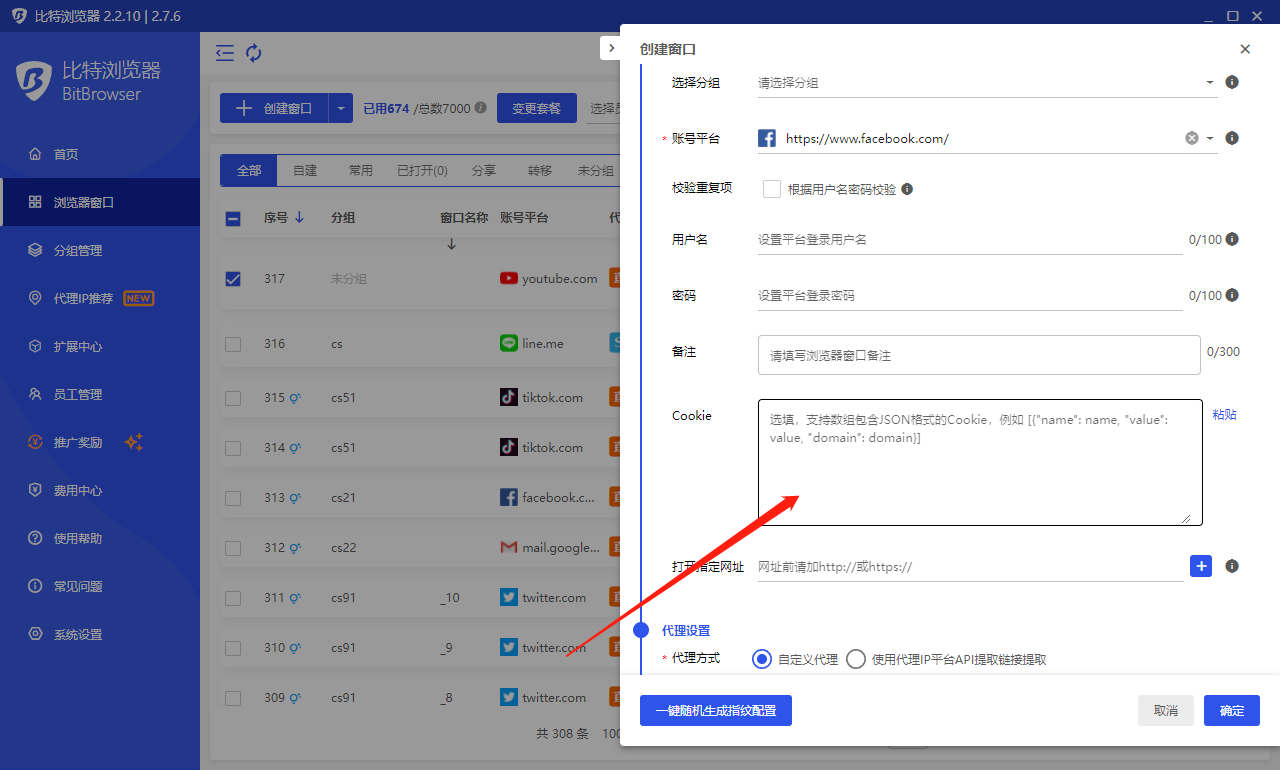 比特浏览器 2.2.10 | 2.7.6
比特浏览器
BitBrowser
首页
浏览器窗口
分组管理
代理IP推荐 NEW
扩展中心
员工管理
推广奖励
费用中心
使用帮助
常见问题
系统设置
创建窗口 已用674 /总数7000 变更套餐
全部 自建 常用 已打开(0) 分享 转移 未分组
序号 分组 窗口名称 账号平台
317 未分组 youtube.com
316 cs line.me
315 cs51 tiktok.com
314 cs51 tiktok.com
313 cs21 facebook.c...
312 cs22 mail.google...
311 cs91 _10 twitter.com
310 cs91 _9 twitter.com
309 cs91 _8 twitter.com
共 308 条
创建窗口
选择分组 请选择分组
* 账号平台 https://www.facebook.com/
校验重复项 根据用户名密码校验
用户名 设置平台登录用户名 0/100
密码 设置平台登录密码 0/100
备注 请填写浏览器窗口备注 0/300
Cookie 选填，支持数组包含JSON格式的Cookie，例如 [{"name": name, "value": 粘贴
value, "domain": domain}]
打开指定网址 网址前请加http://或https://
代理设置
* 代理方式 自定义代理 使用代理IP平台API提取链接提取
一键随机生成指纹配置 取消 确定